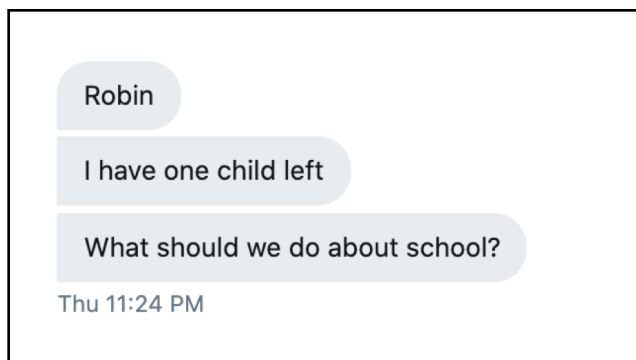 Robin
I have one child left
What should we do about school?
Thu 11:24 PM